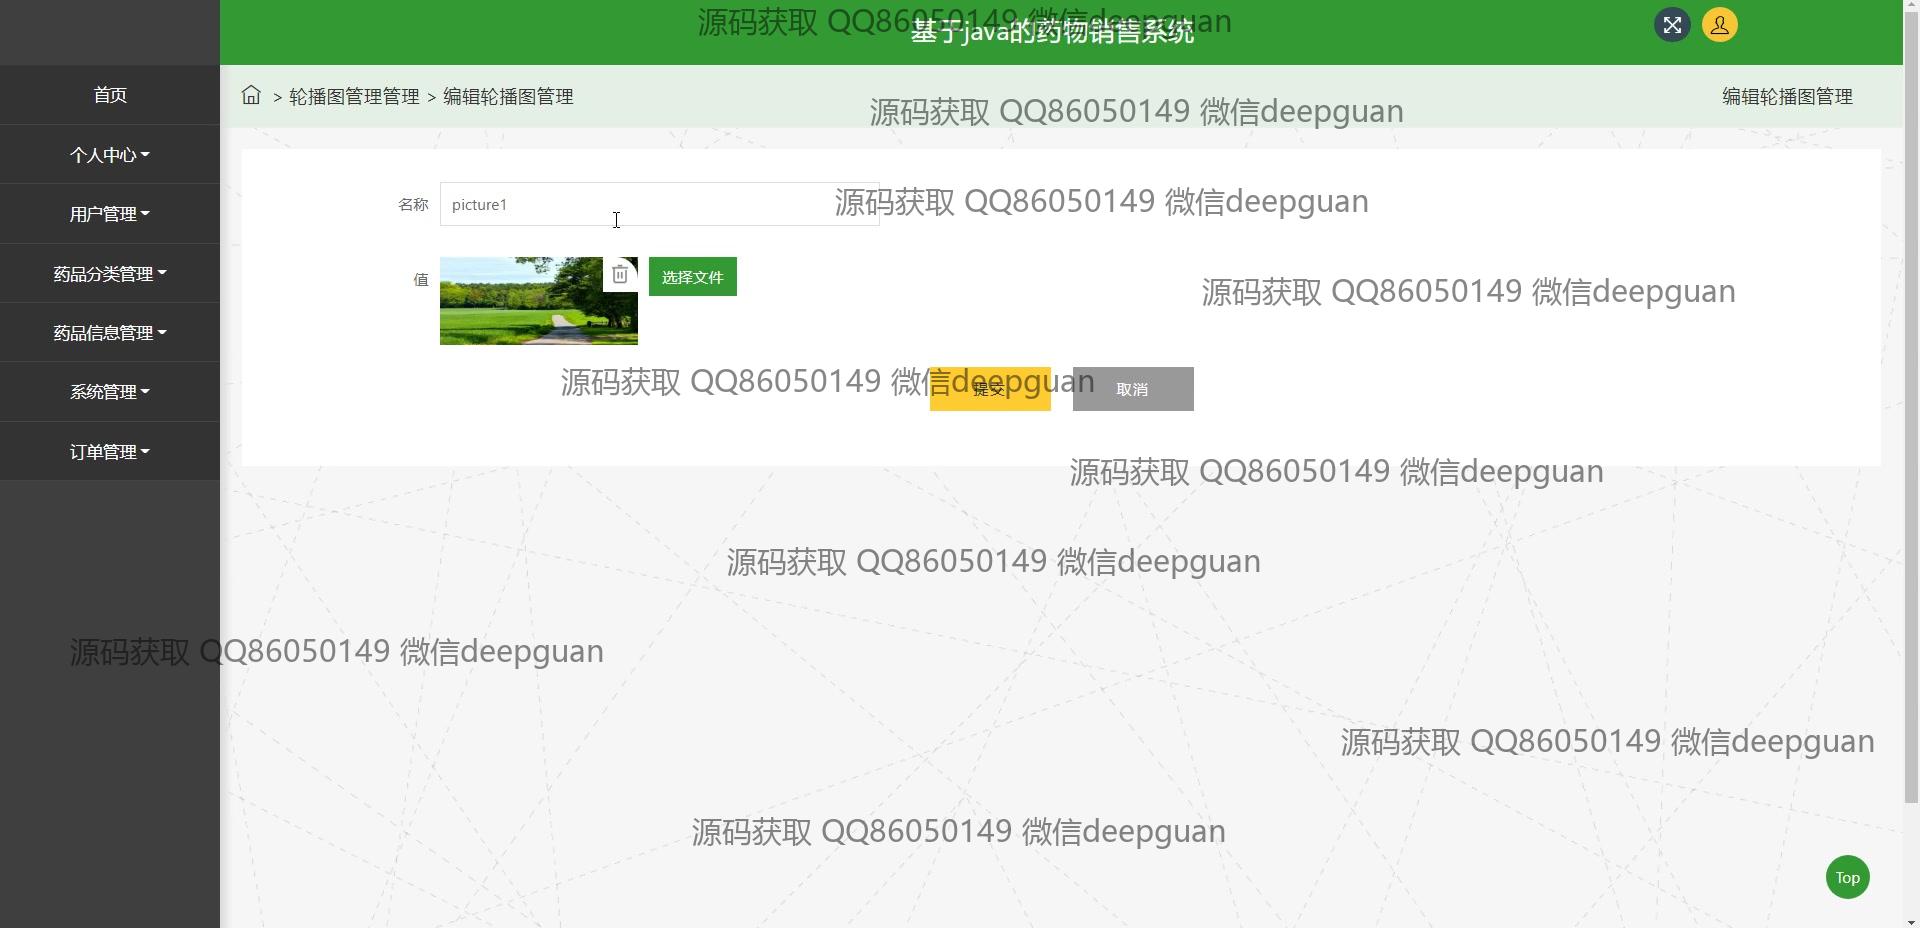 源码获取 QQ86050149 微信deepguan
基于java的药物销售系统
首页
> 轮播图管理管理 > 编辑轮播图管理
编辑轮播图管理
源码获取 QQ86050149 微信deepguan
个人中心
名称
picture1
源码获取 QQ86050149 微信deepguan
用户管理
药品分类管理
值
选择文件
源码获取 QQ86050149 微信deepguan
药品信息管理
系统管理
源码获取 QQ86050149 微信deepguan
提交
取消
订单管理
源码获取 QQ86050149 微信deepguan
源码获取 QQ86050149 微信deepguan
源码获取 QQ86050149 微信deepguan
源码获取 QQ86050149 微信deepguan
源码获取 QQ86050149 微信deepguan
Top